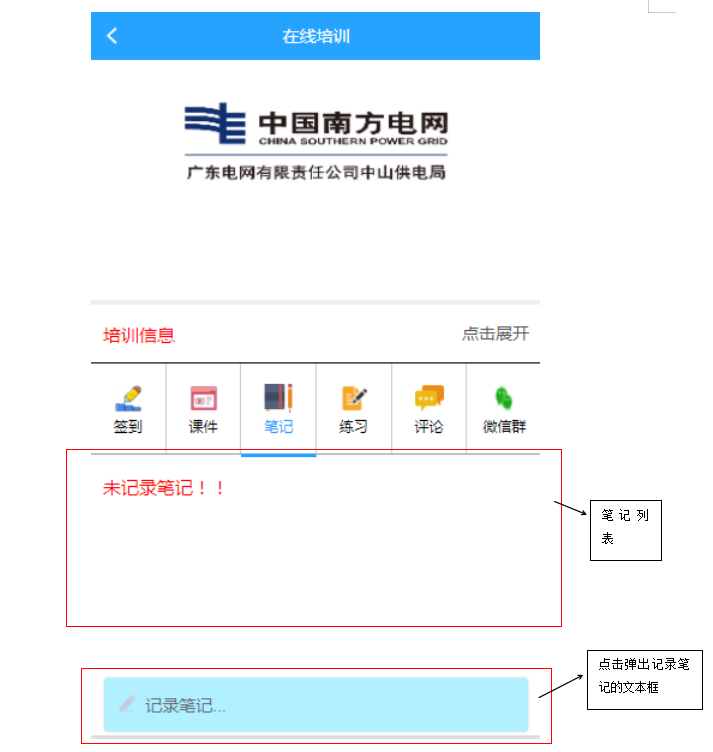 在线培训
中国南方电网
CHINA SOUTHERN POWER GRID
广东电网有限责任公司中山供电局
培训信息 点击展开
签到 课件 笔记 练习 评论 微信群
未记录笔记！！
笔记列
表
点击弹出记录笔
记的文本框
记录笔记...